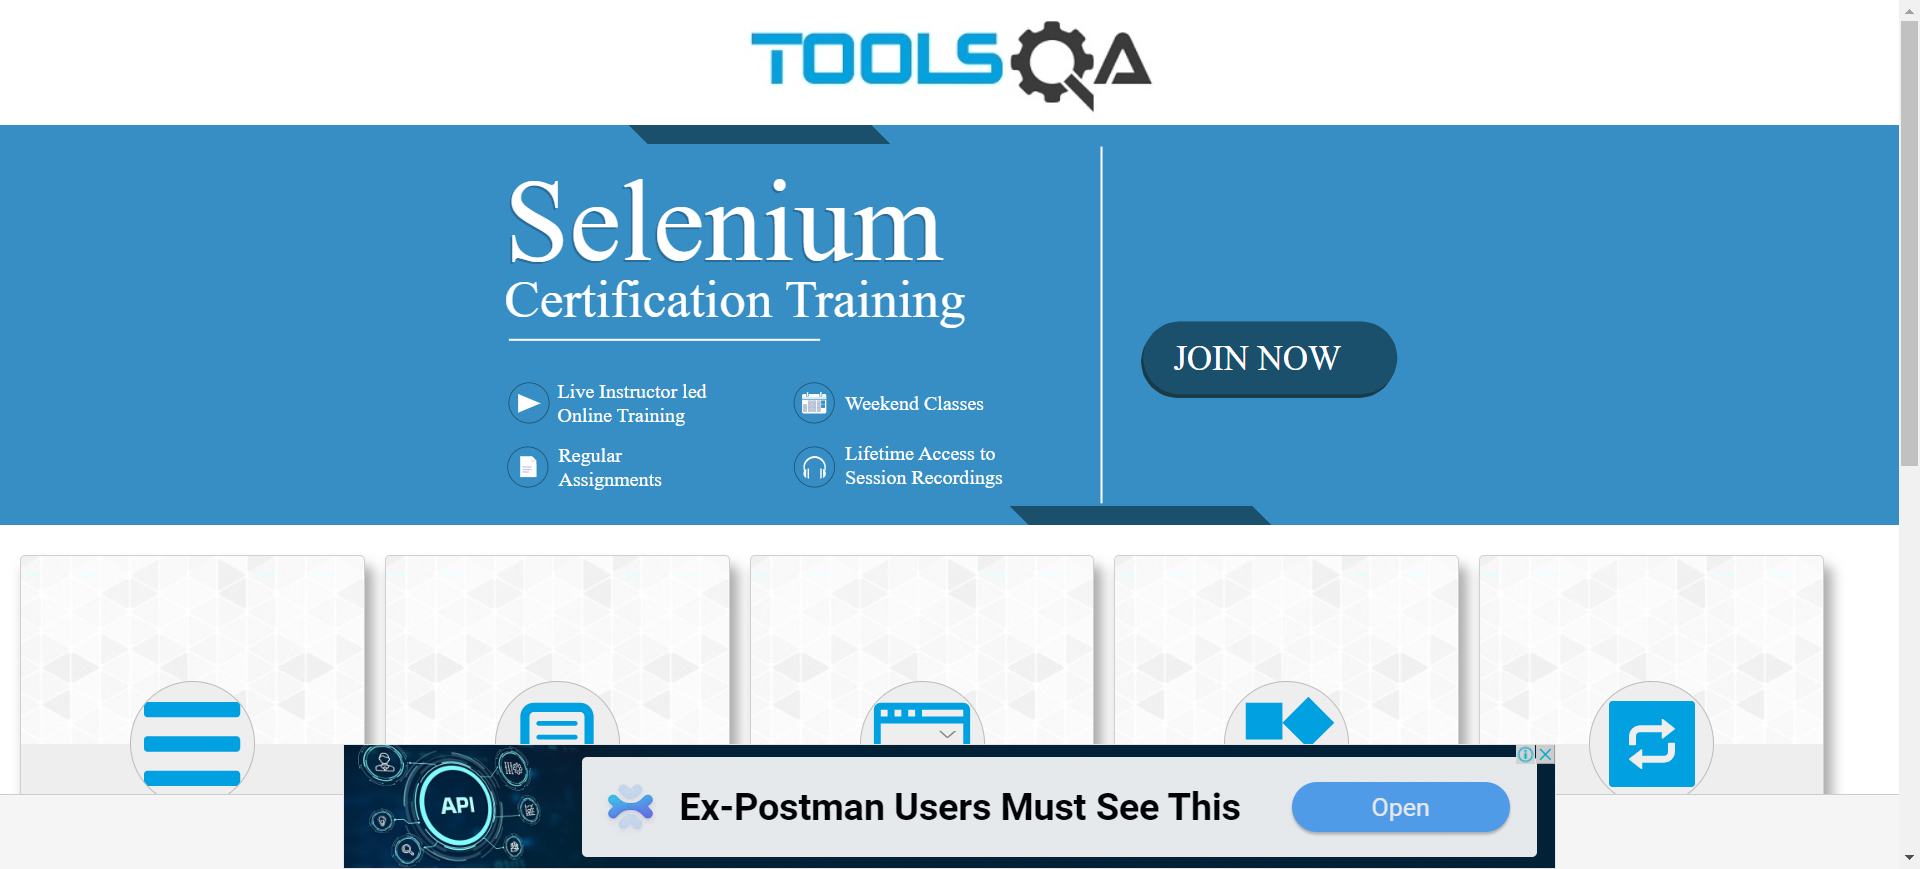 TOOLSQA
Selenium
Certification Training
JOIN NOW
Live Instructor led
Online Training
Weekend Classes
Regular
Assignments
Lifetime Access to
Session Recordings
API
Ex-Postman Users Must See This
Open